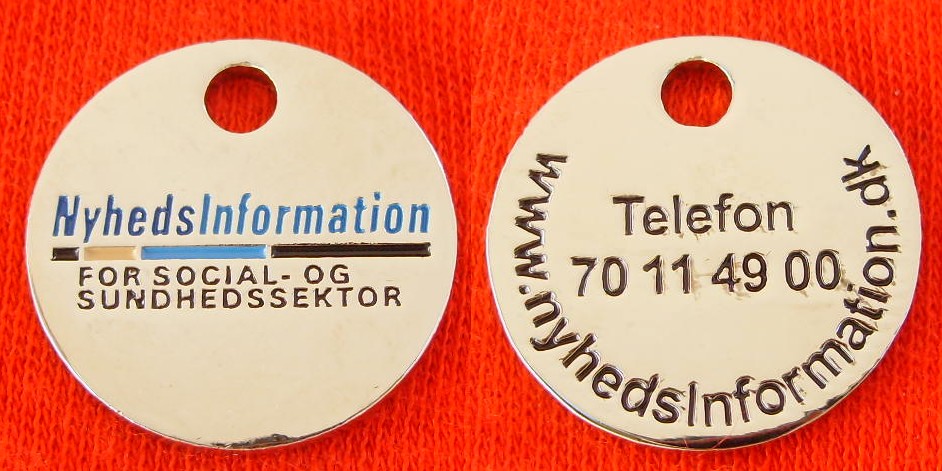 NyhedsInformation
FOR SOCIAL- OG
SUNDHEDSSEKTOR
Telefon
70 11 49 00
www.nyhedsInformation.dk